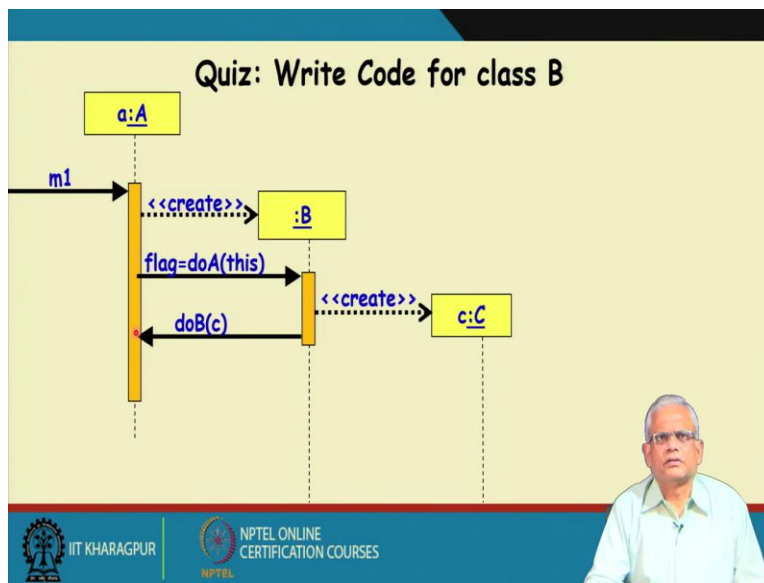 Quiz: Write Code for class B
a:A
m1
<<create>>
:B
flag=doA(this)
<<create>>
c:C
doB(c)
IIT KHARAGPUR
NPTEL
NPTEL ONLINE
CERTIFICATION COURSES